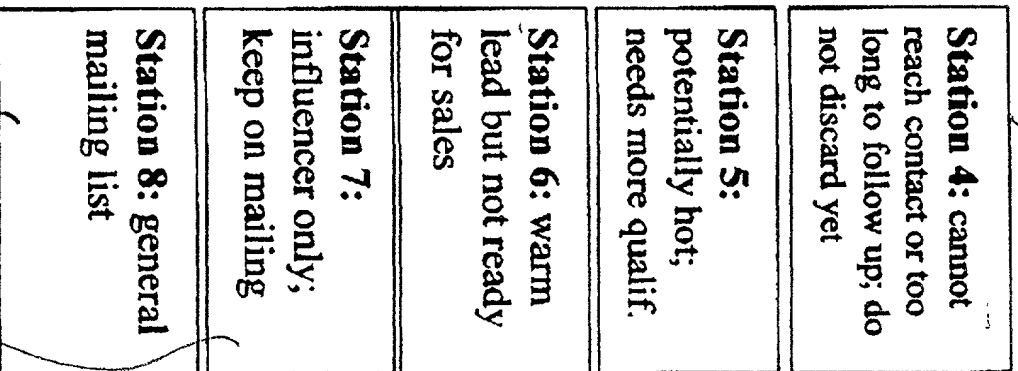 Station 4: cannot
reach contact or too
long to follow up; do
not discard yet
Station 5:
potentially hot;
needs more qualif.
Station 6: warm
lead but not ready
for sales
Station 7:
influencer only;
keep on mailing
Station 8: general
mailing list